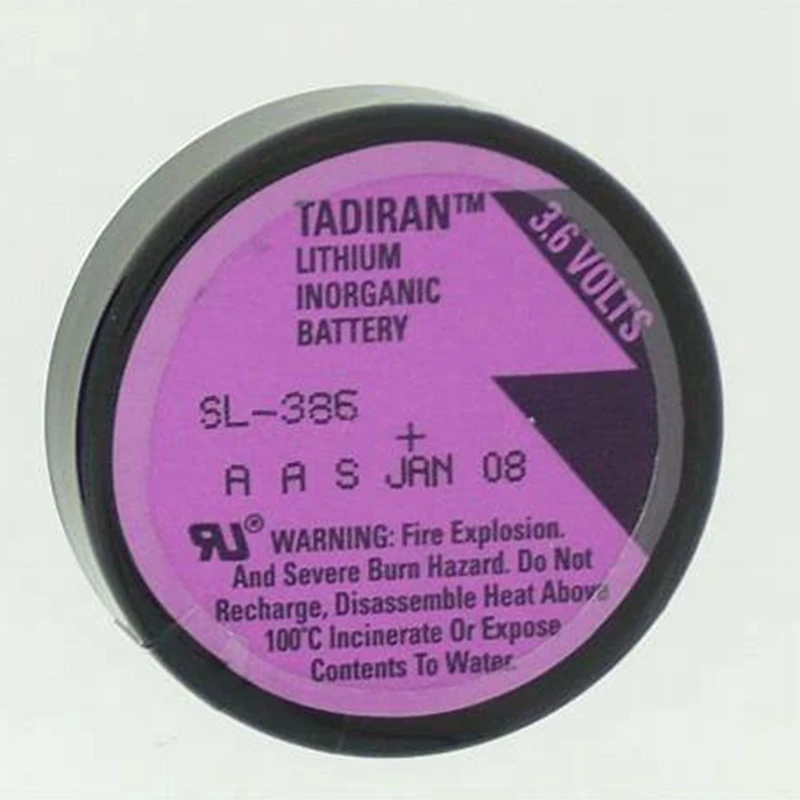 TADIRAN™
LITHIUM
INORGANIC
BATTERY
3.6 VOLTS
SL-386
+
A A S JAN 08
RU® WARNING: Fire Explosion.
And Severe Burn Hazard. Do Not
Recharge, Disassemble Heat Above
100°C Incinerate Or Expose
Contents To Water.